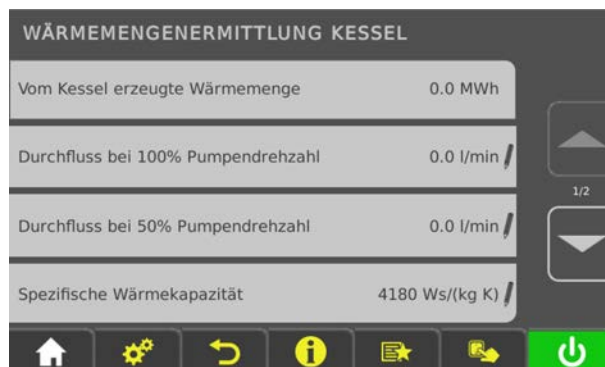 WÄRMEMENGENERMITTLUNG KESSEL
Vom Kessel erzeugte Wärmemenge 0.0 MWh
Durchfluss bei 100% Pumpendrehzahl 0.0 l/min
1/2
Durchfluss bei 50% Pumpendrehzahl 0.0 l/min
Spezifische Wärmekapazität 4180 Ws/(kg K)